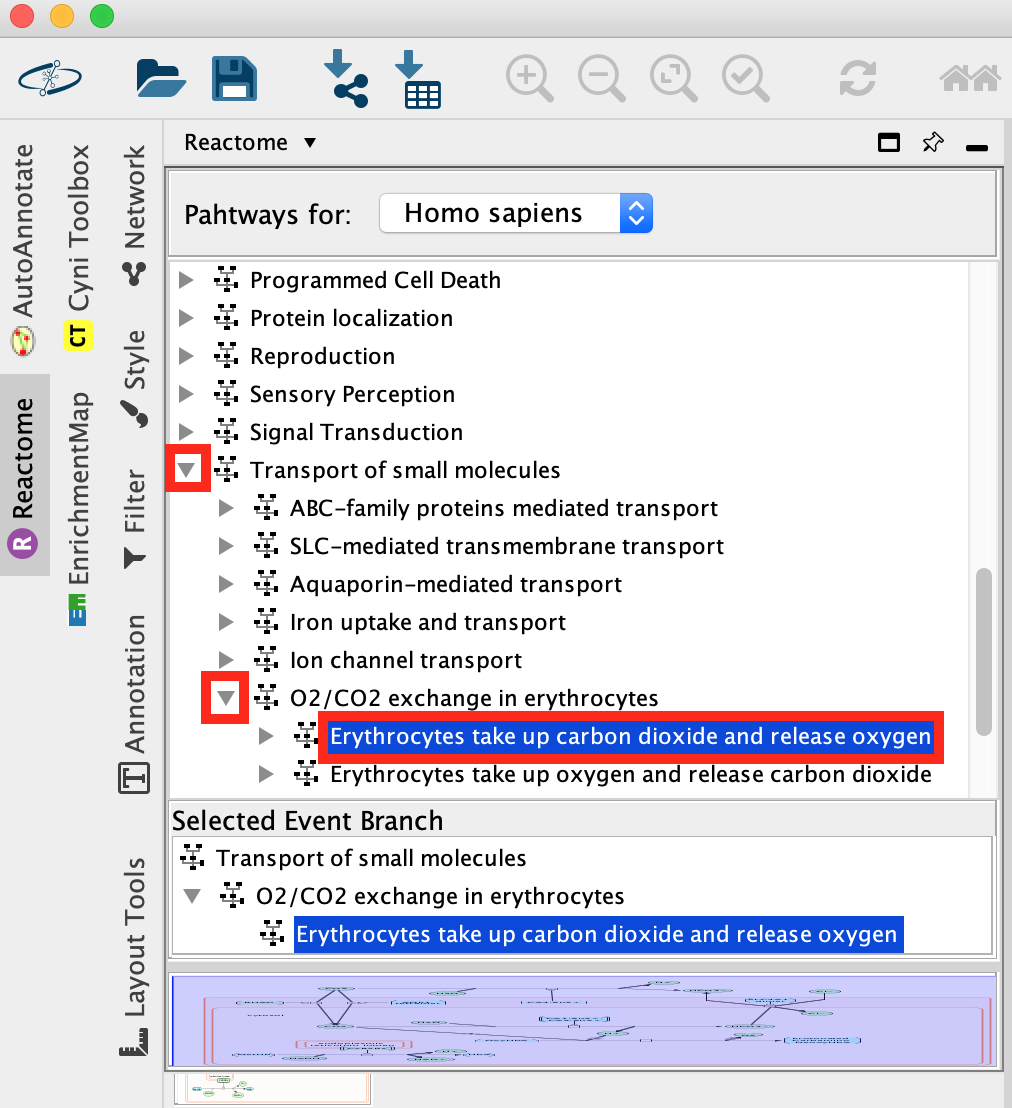 Reactome
Pahtways for:
Homo sapiens
Programmed Cell Death
Protein localization
Reproduction
Sensory Perception
Signal Transduction
Transport of small molecules
ABC-family proteins mediated transport
SLC-mediated transmembrane transport
Aquaporin-mediated transport
Iron uptake and transport
Ion channel transport
O2/CO2 exchange in erythrocytes
Erythrocytes take up carbon dioxide and release oxygen
Erythrocytes take up oxygen and release carbon dioxide
Selected Event Branch
Transport of small molecules
O2/CO2 exchange in erythrocytes
Erythrocytes take up carbon dioxide and release oxygen
AutoAnnotate
R Reactome
CT Cyni Toolbox
Em EnrichmentMap
Network
Style
Filter
T Annotation
Layout Tools